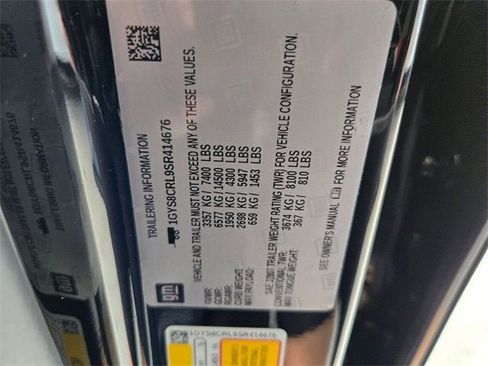 gm
TRAILERING INFORMATION
1GYS8CRL9SR414676
VEHICLE AND TRAILER MUST NOT EXCEED ANY OF THESE VALUES.
GVWR: 3357 KG/ 7400 LBS
GCWR: 6577 KG/ 14500 LBS
RGAWR: 1950 KG/ 4300 LBS
CURB WEIGHT: 2698 KG/ 5947 LBS
MAX PAYLOAD: 659 KG/ 1453 LBS
SAE J2807 TRAILER WEIGHT RATING (TWR) FOR VEHICLE CONFIGURATION.
CONVENTIONAL TWR: 3674 KG/ 8100 LBS
MAX TONGUE WEIGHT: 367 KG/ 810 LBS
SEE OWNER'S MANUAL FOR MORE INFORMATION
1GYS8CRL9SR414676